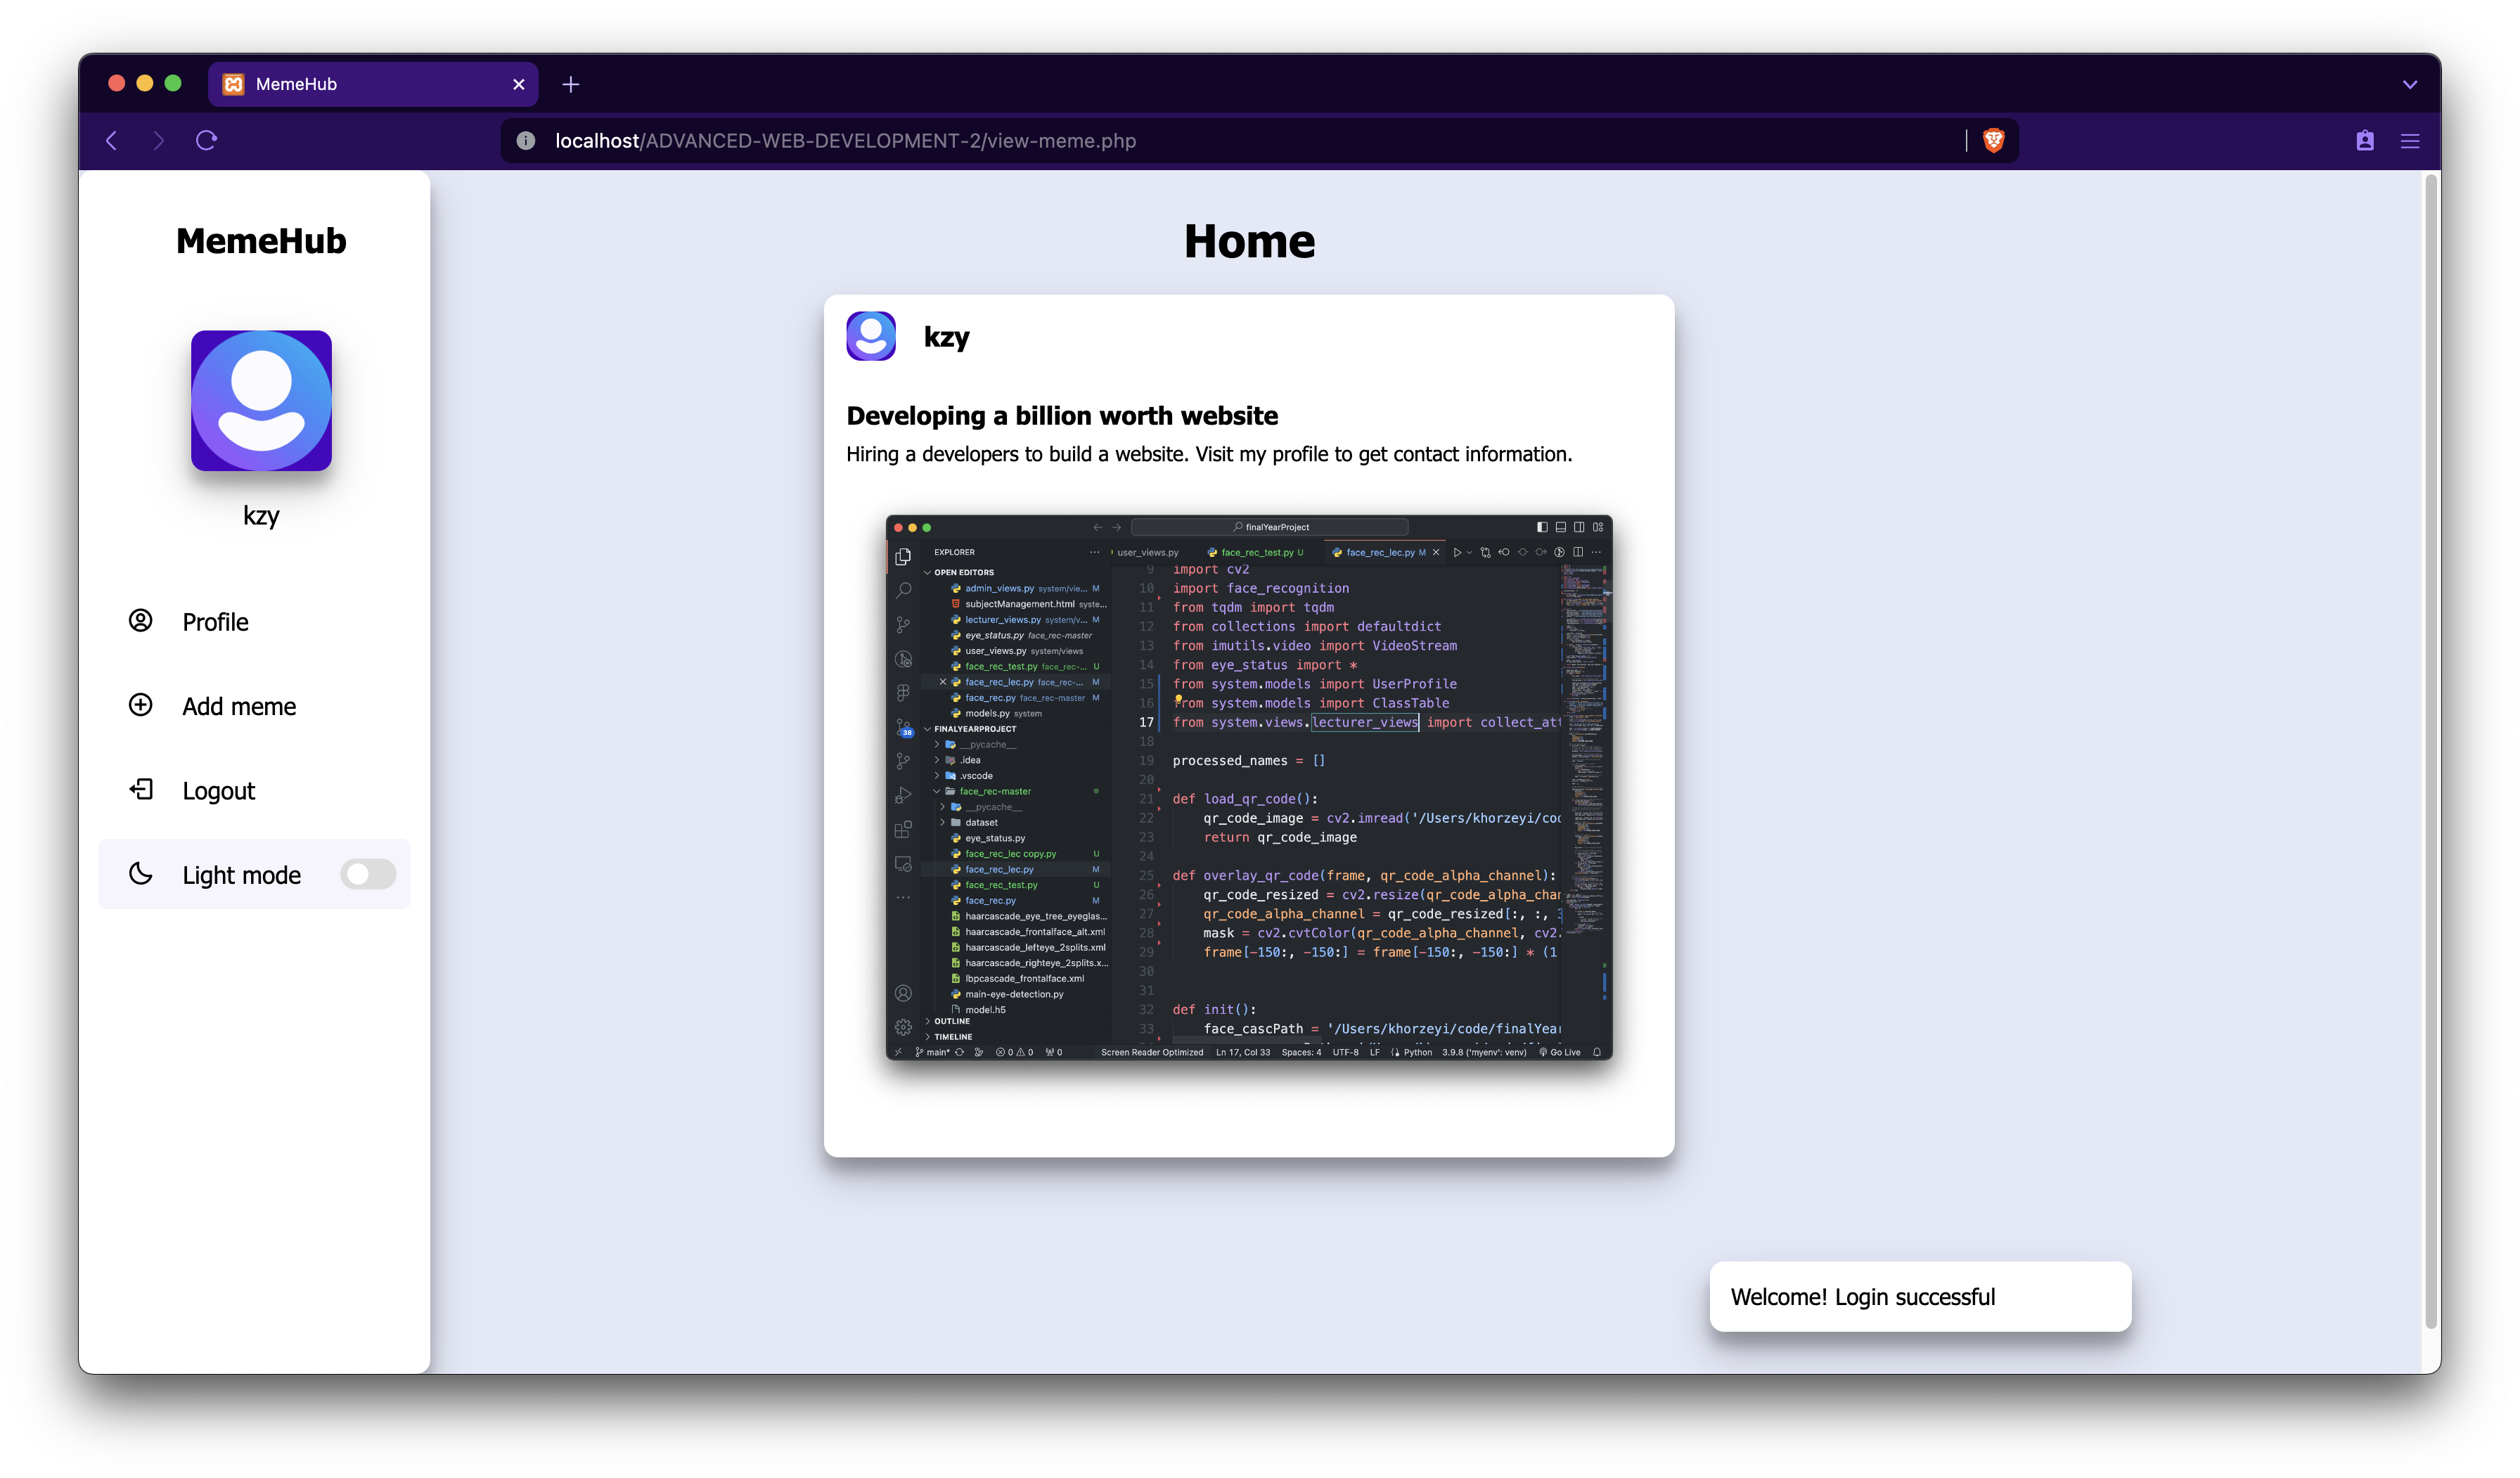 MemeHub
localhost/ADVANCED-WEB-DEVELOPMENT-2/view-meme.php
MemeHub
kzy
Profile
Add meme
Logout
Light mode
Home
kzy
Developing a billion worth website
Hiring a developers to build a website. Visit my profile to get contact information.
finalYearProject
EXPLORER
user_views.py
face_rec_test.py U
face_rec_lec.py M
OPEN EDITORS
admin_views.py system/vie... M
subjectManagement.html syste...
lecturer_views.py system/v... M
eye_status.py face_rec-master
user_views.py system/views
face_rec_test.py face_rec-... U
face_rec_lec.py face_rec-... M
face_rec.py face_rec-master M
models.py system
38
FINALYEARPROJECT
__pycache__
.idea
.vscode
face_rec-master
__pycache__
dataset
eye_status.py
face_rec_lec copy.py U
face_rec_lec.py M
face_rec_test.py U
face_rec.py M
haarcascade_eye_tree_eyeglas...
haarcascade_frontalface_alt.xml
haarcascade_lefteye_2splits.xml
haarcascade_righteye_2splits.x...
lbpcascade_frontalface.xml
main-eye-detection.py
model.h5
OUTLINE
TIMELINE
9 import cv2
10 import face_recognition
11 from tqdm import tqdm
12 from collections import defaultdict
13 from imutils.video import VideoStream
14 from eye_status import *
15 from system.models import UserProfile
16 from system.models import ClassTable
17 from system.views.lecturer_views import collect_att
18
19 processed_names = []
20
21 def load_qr_code():
22 qr_code_image = cv2.imread('/Users/khorzeyi/cod
23 return qr_code_image
24
25 def overlay_qr_code(frame, qr_code_alpha_channel):
26 qr_code_resized = cv2.resize(qr_code_alpha_chan
27 qr_code_alpha_channel = qr_code_resized[:, :, 3
28 mask = cv2.cvtColor(qr_code_alpha_channel, cv2.
29 frame[-150:, -150:] = frame[-150:, -150:] * (1
30
31
32 def init():
33 face_cascPath = '/Users/khorzeyi/code/finalYear
main* 0 0 0 Screen Reader Optimized Ln 17, Col 33 Spaces: 4 UTF-8 LF Python 3.9.8 ('myenv': venv) Go Live
Welcome! Login successful